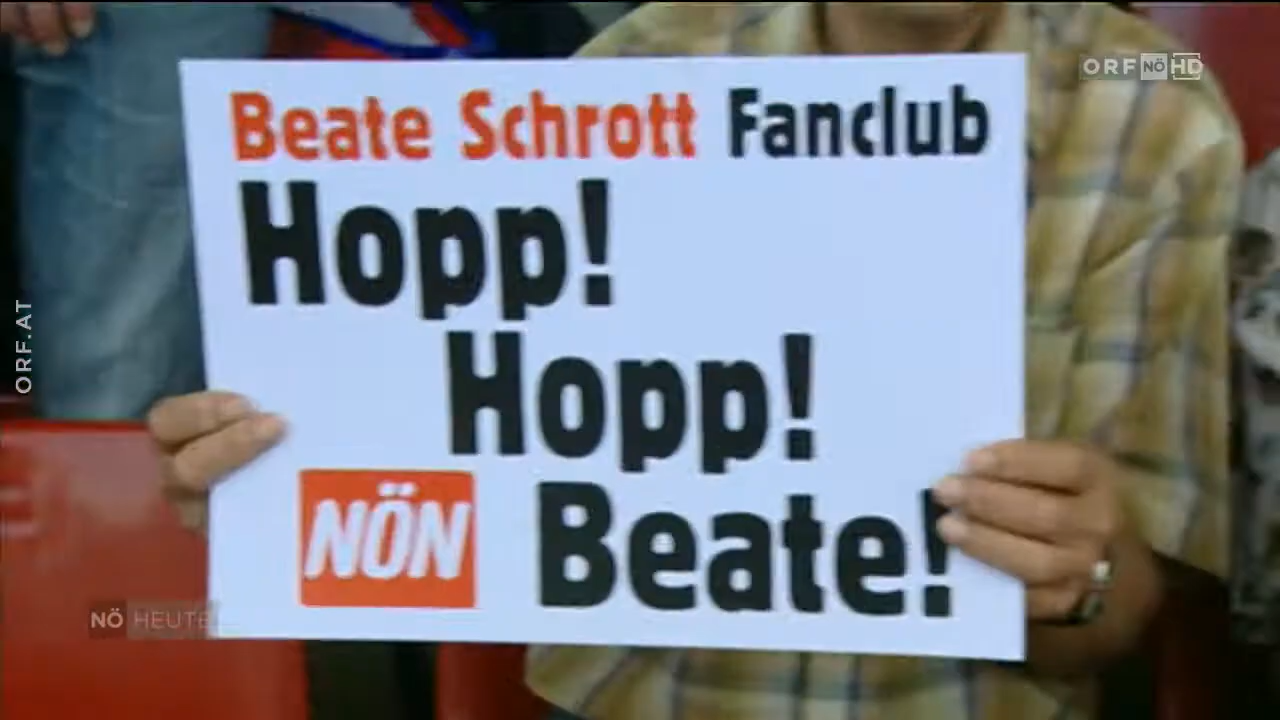 ORF NÖ HD
Beate Schrott Fanclub
Hopp!
Hopp!
NÖN Beate!
ORF.AT
NÖ HEUTE